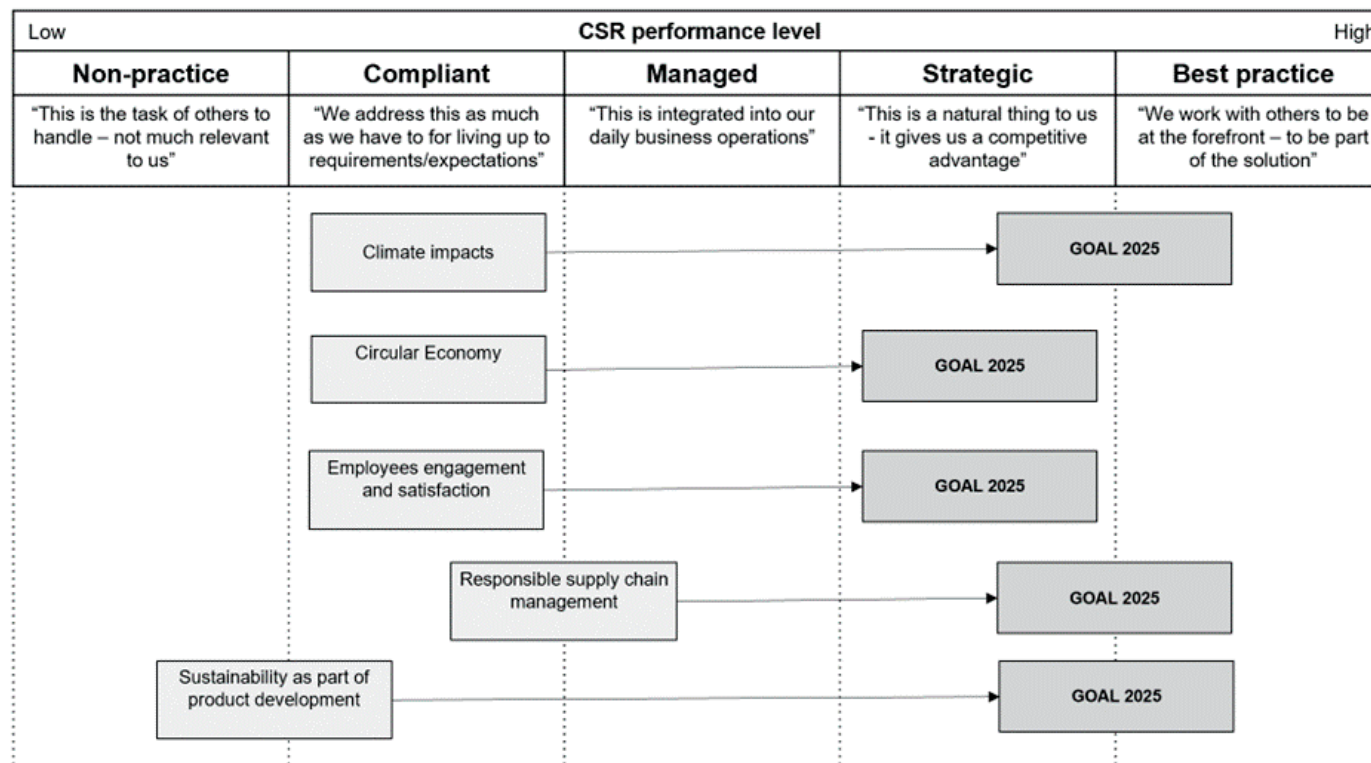 Low CSR performance level High
Non-practice Compliant Managed Strategic Best practice
“This is the task of others to
handle – not much relevant
to us”
“We address this as much
as we have to for living up to
requirements/expectations”
“This is integrated into our
daily business operations”
“This is a natural thing to us
- it gives us a competitive
advantage”
“We work with others to be
at the forefront – to be part
of the solution”
Climate impacts
GOAL 2025
Circular Economy
GOAL 2025
Employees engagement
and satisfaction
GOAL 2025
Responsible supply chain
management
GOAL 2025
Sustainability as part of
product development
GOAL 2025